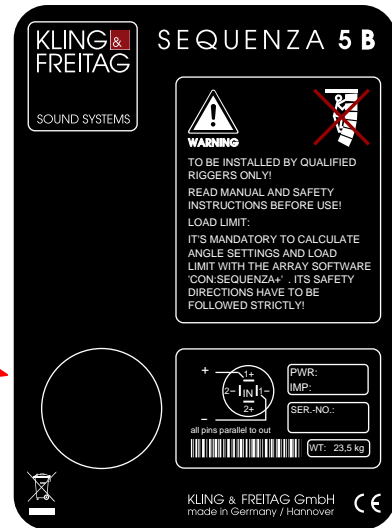 KLING &
FREITAG
SOUND SYSTEMS
SEQUENZA 5 B
WARNING
TO BE INSTALLED BY QUALIFIED
RIGGERS ONLY!
READ MANUAL AND SAFETY
INSTRUCTIONS BEFORE USE!
LOAD LIMIT:
IT'S MANDATORY TO CALCULATE
ANGLE SETTINGS AND LOAD
LIMIT WITH THE ARRAY SOFTWARE
'CON:SEQUENZA+' . ITS SAFETY
DIRECTIONS HAVE TO BE
FOLLOWED STRICTLY!
+
1+
2– IN 1–
2+
–
all pins parallel to out
PWR:
IMP:
SER.-NO.:
WT: 23,5 kg
KLING & FREITAG GmbH
made in Germany / Hannover
CE